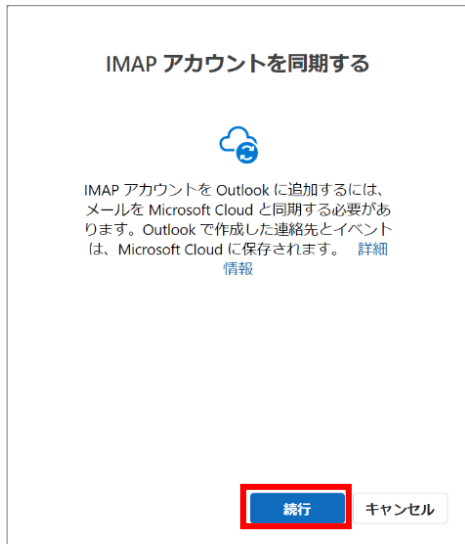 IMAP アカウントを同期する
IMAP アカウントを Outlook に追加するには、
メールを Microsoft Cloud と同期する必要があ
ります。Outlook で作成した連絡先とイベント
は、Microsoft Cloud に保存されます。 詳細
情報
続行 キャンセル